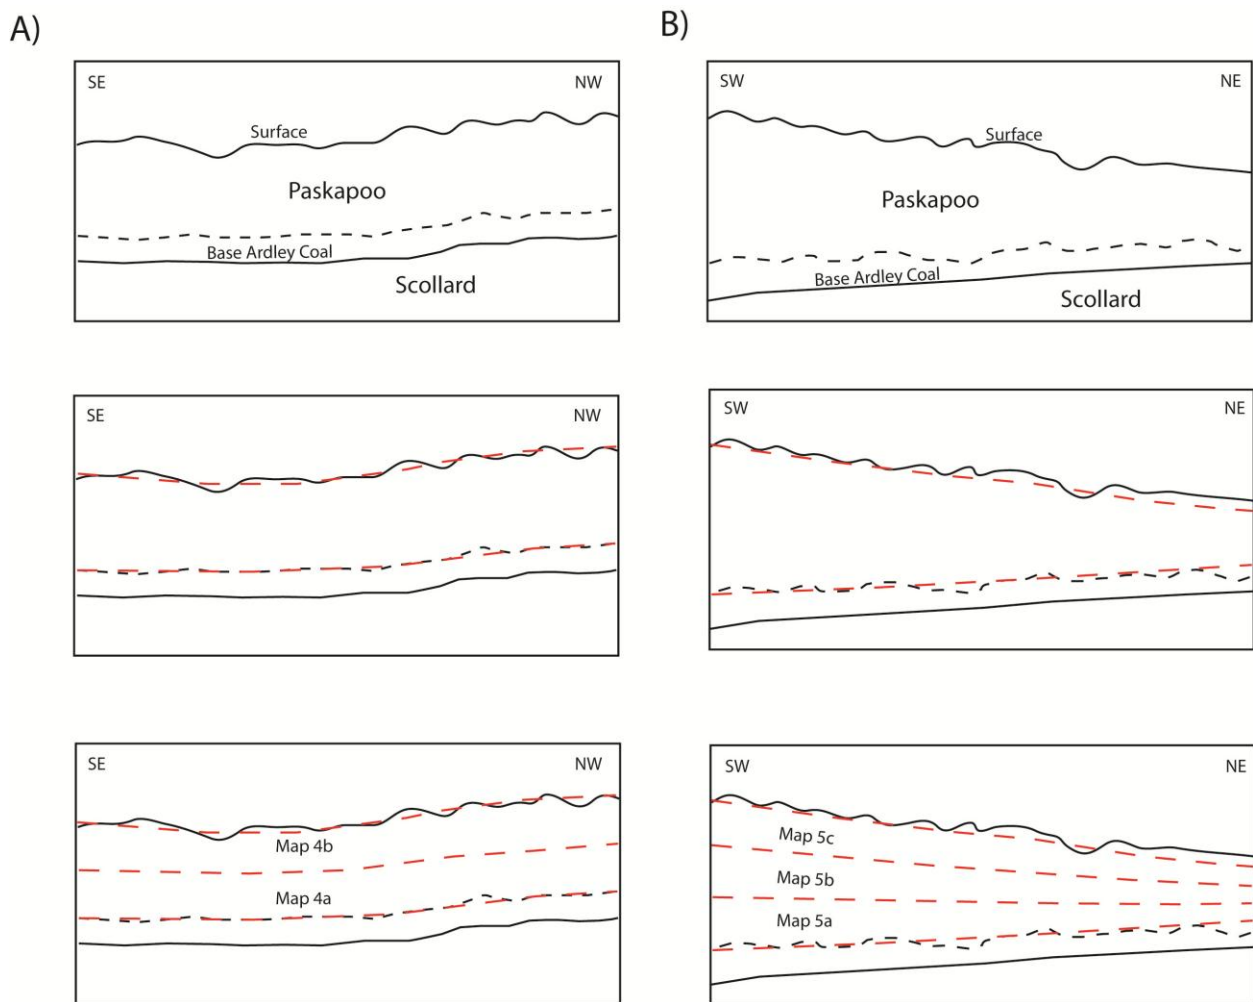 A)
SE
NW
Surface
Paskapoo
Base Ardley Coal
Scollard
SE
NW
SE
NW
Map 4b
Map 4a
B)
SW
NE
Surface
Paskapoo
Base Ardley Coal
Scollard
SW
NE
SW
NE
Map 5c
Map 5b
Map 5a